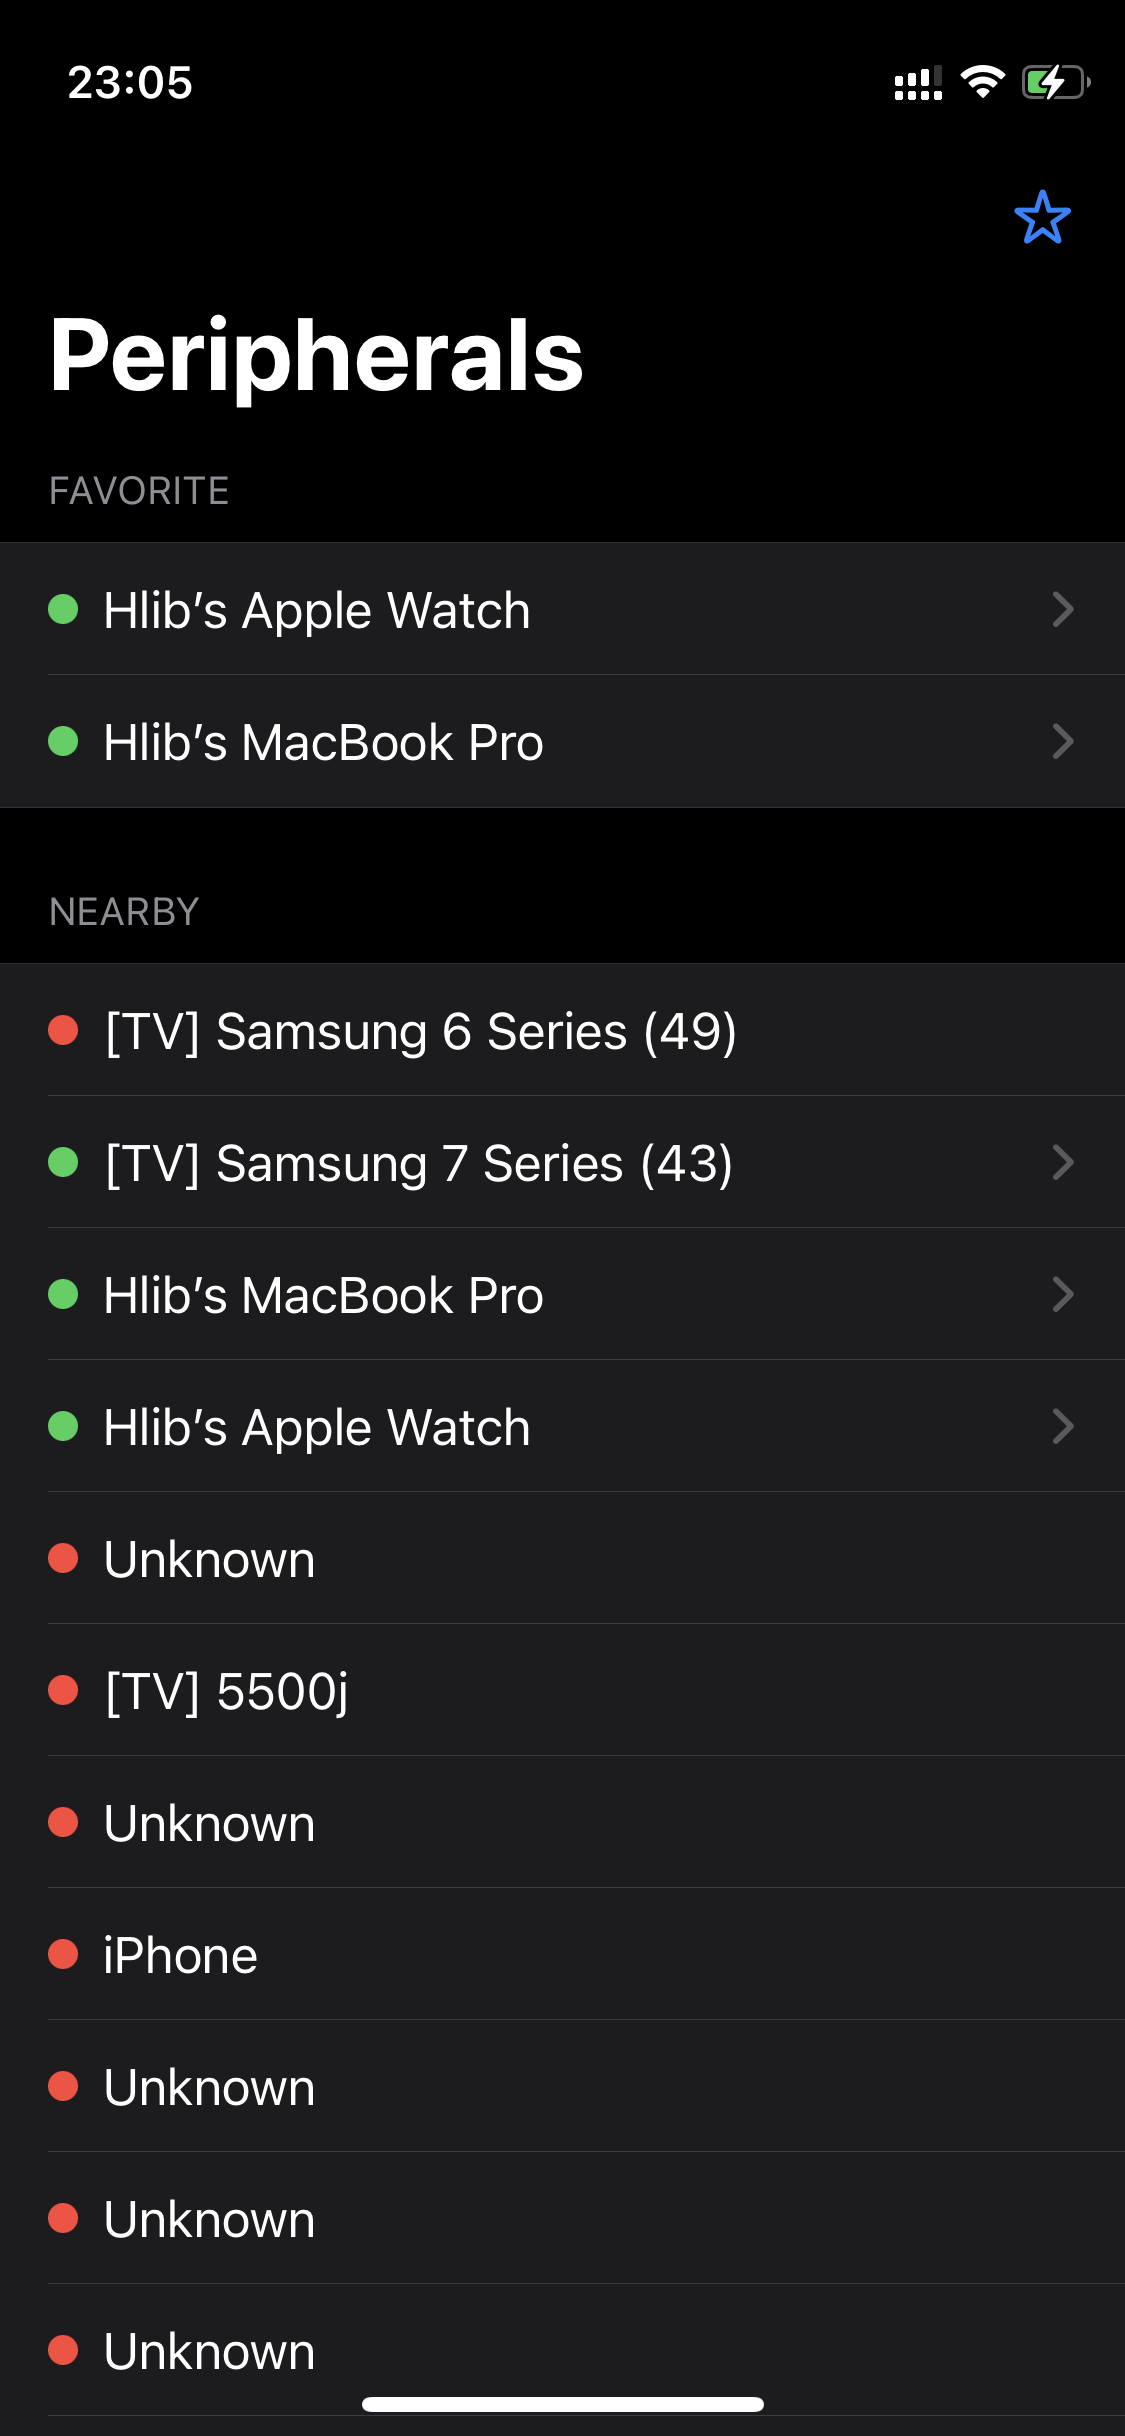 23:05
Peripherals
FAVORITE
Hlib’s Apple Watch
Hlib’s MacBook Pro
NEARBY
[TV] Samsung 6 Series (49)
[TV] Samsung 7 Series (43)
Hlib’s MacBook Pro
Hlib’s Apple Watch
Unknown
[TV] 5500j
Unknown
iPhone
Unknown
Unknown
Unknown